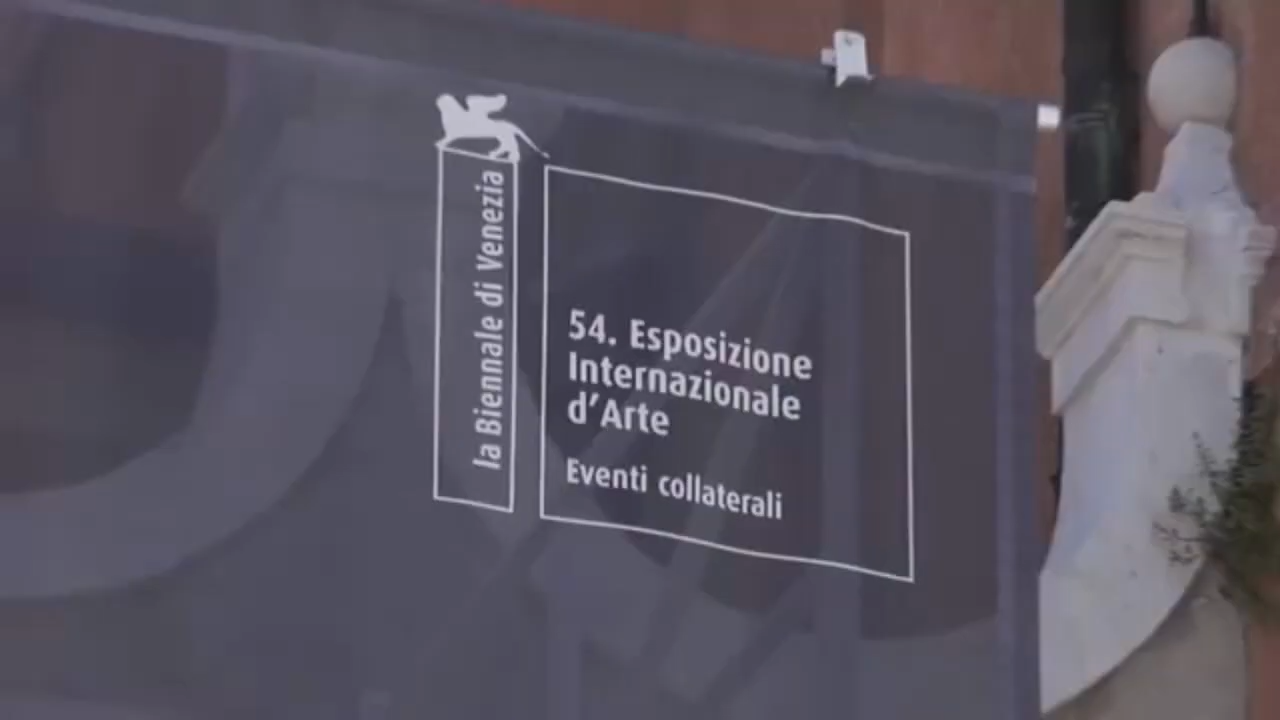 la Biennale di Venezia
54. Esposizione
Internazionale
d'Arte
Eventi collaterali